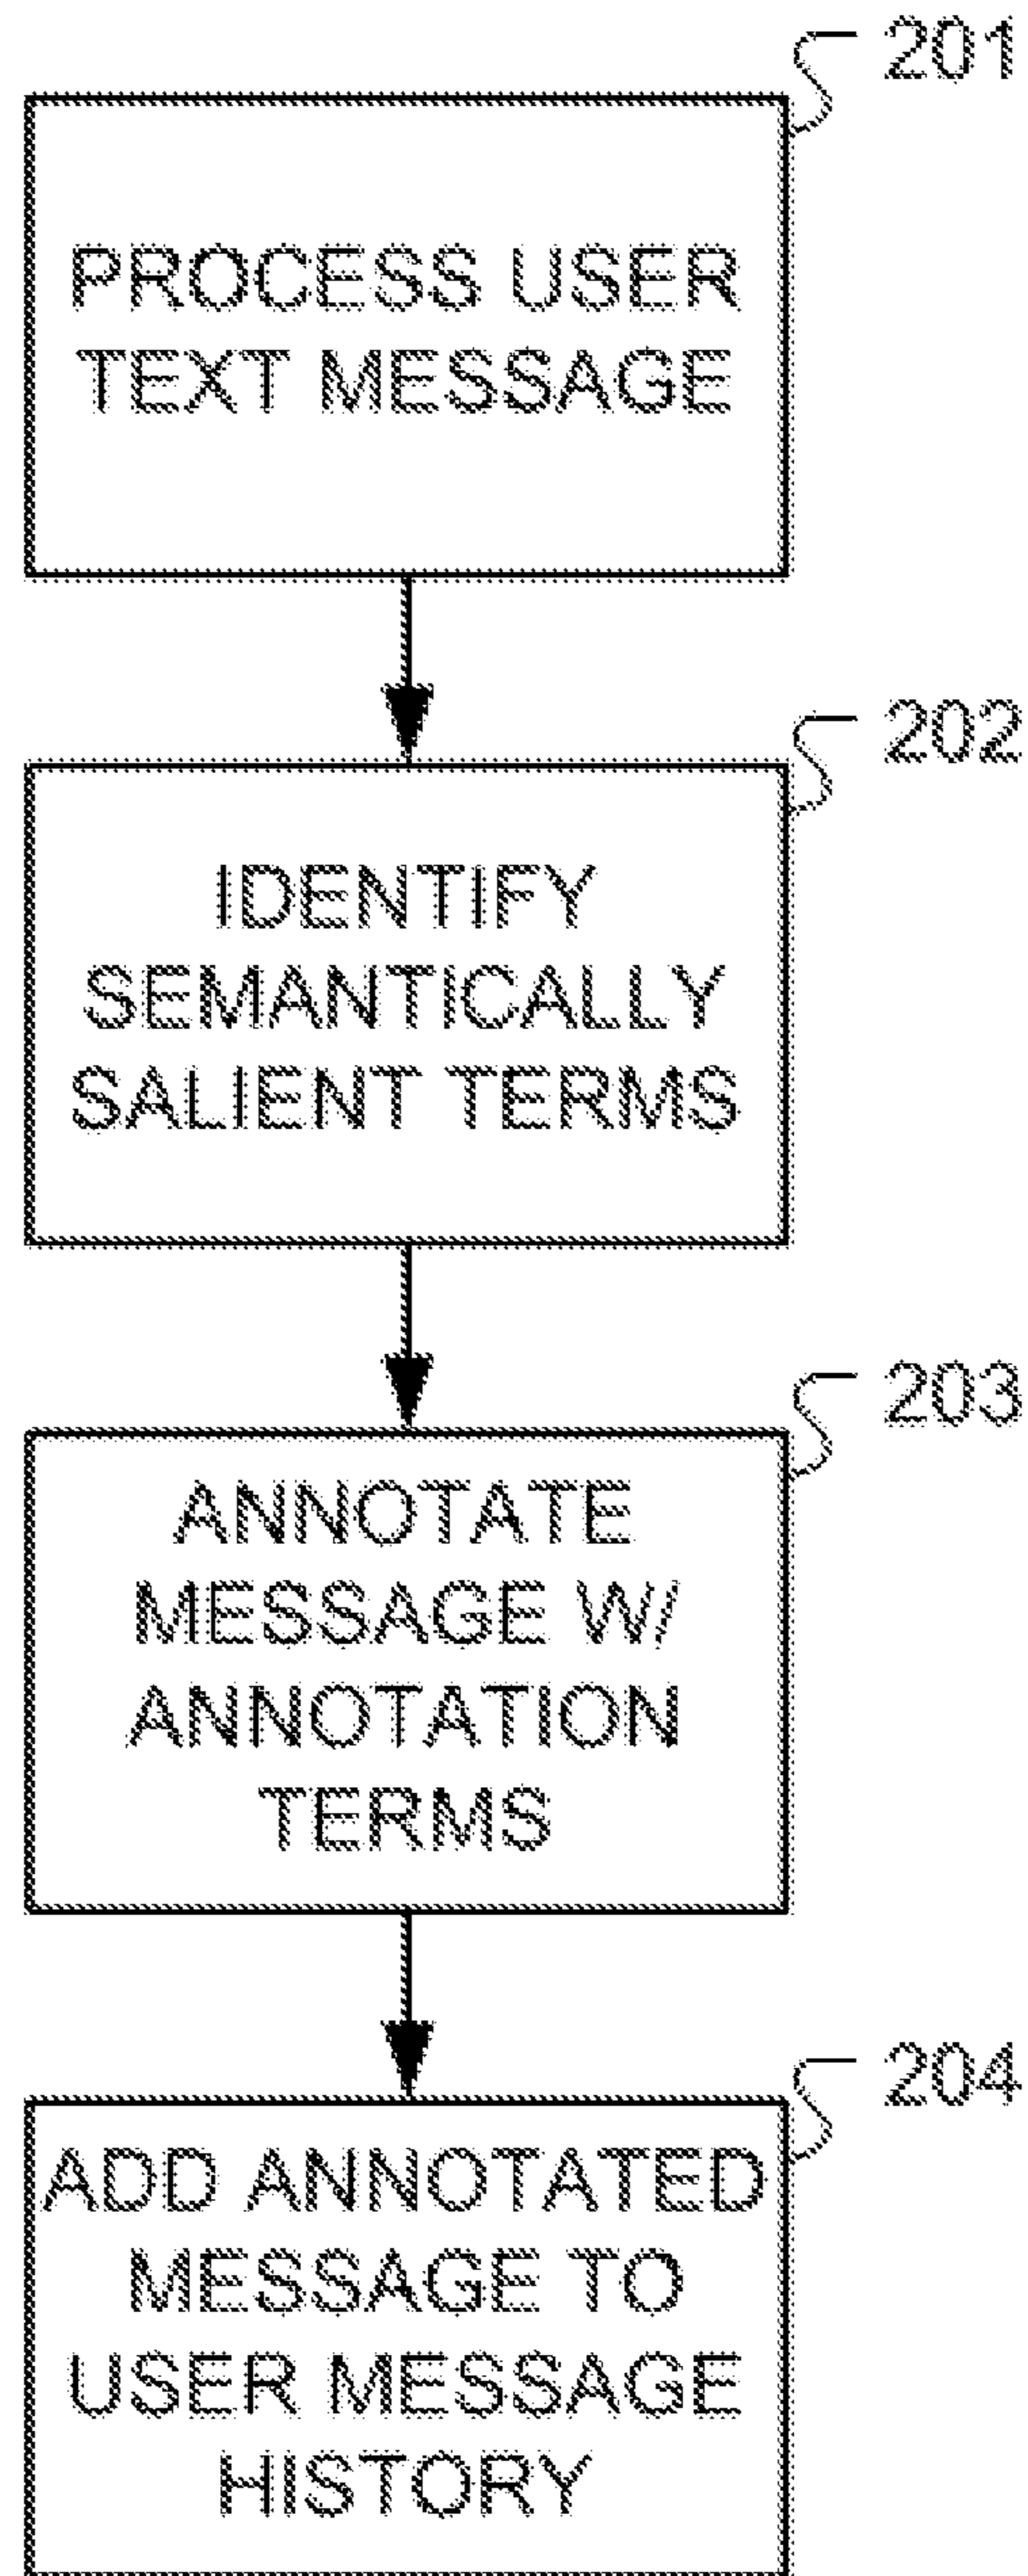 201
PROCESS USER
TEXT MESSAGE
202
IDENTIFY
SEMANTICALLY
SALIENT TERMS
203
ANNOTATE
MESSAGE W/
ANNOTATION
TERMS
204
ADD ANNOTATED
MESSAGE TO
USER MESSAGE
HISTORY